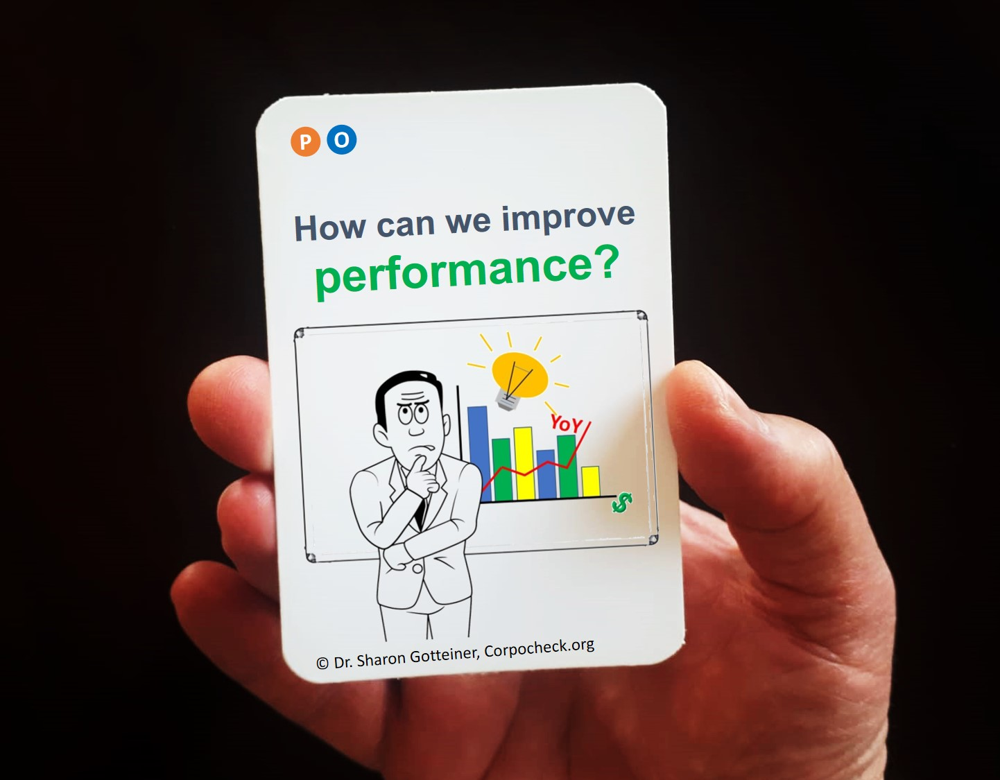 P O
How can we improve
performance?
YoY
$
© Dr. Sharon Gotteiner, Corpocheck.org